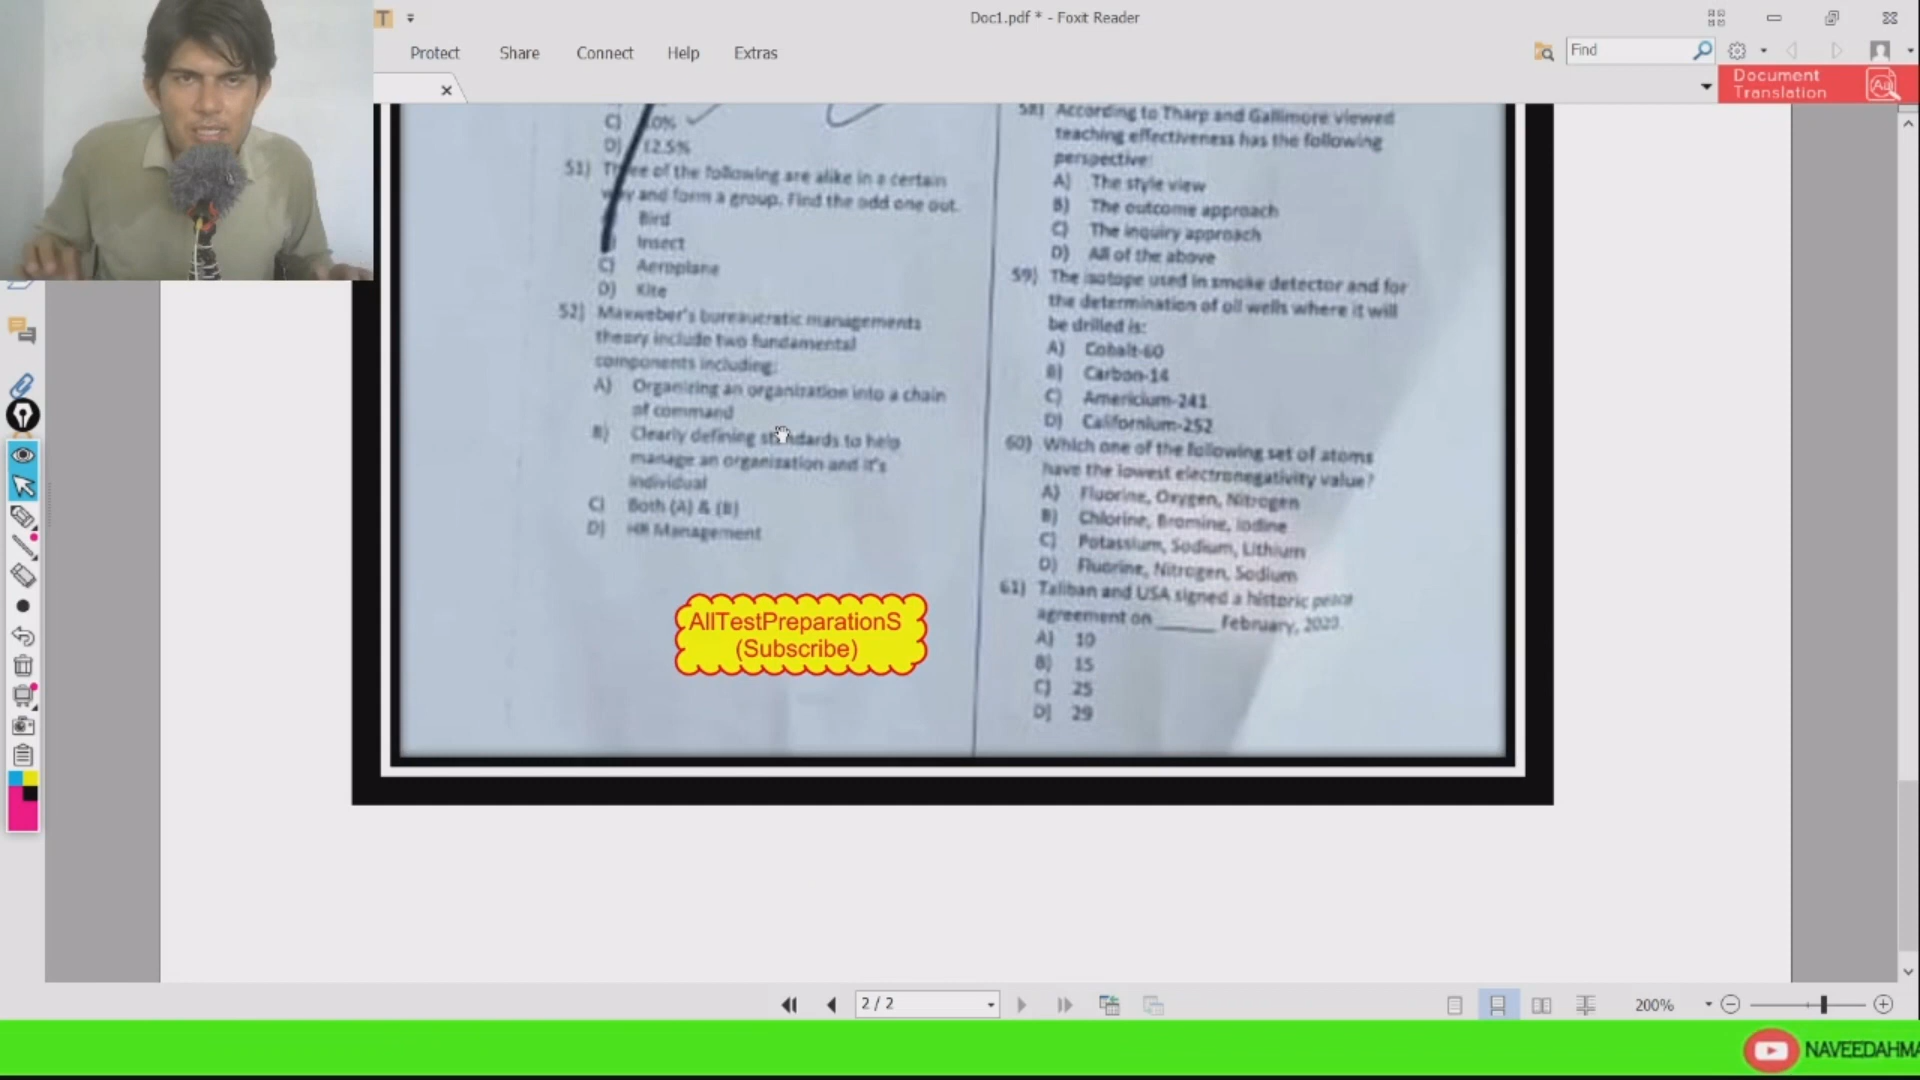 Doc1.pdf * - Foxit Reader
Protect
Share
Connect
Help
Extras
Find
Document
Translation
C) 10%
D) 12.5%
51) Three of the following are alike in a certain
way and form a group. Find the odd one out.
Bird
Insect
C) Aeroplane
D) Kite
52) Maxweber's bureaucratic managements
theory include two fundamental
components including:
A) Organizing an organization into a chain
of command
B) Clearly defining standards to help
manage an organization and it's
individual
C) Both (A) & (B)
D) HR Management
AllTestPreparationS
(Subscribe)
58) According to Tharp and Gallimore viewed
teaching effectiveness has the following
perspective:
A) The style view
B) The outcome approach
C) The inquiry approach
D) All of the above
59) The isotope used in smoke detector and for
the determination of oil wells where it will
be drilled is:
A) Cobalt-60
B) Carbon-14
C) Americium-241
D) Californium-252
60) Which one of the following set of atoms
have the lowest electronegativity value?
A) Fluorine, Oxygen, Nitrogen
B) Chlorine, Bromine, Iodine
C) Potassium, Sodium, Lithium
D) Fluorine, Nitrogen, Sodium
61) Taliban and USA signed a historic peace
agreement on ______ February, 2020.
A) 10
B) 15
C) 25
D) 29
2 / 2
200%
NAVEEDAHMA